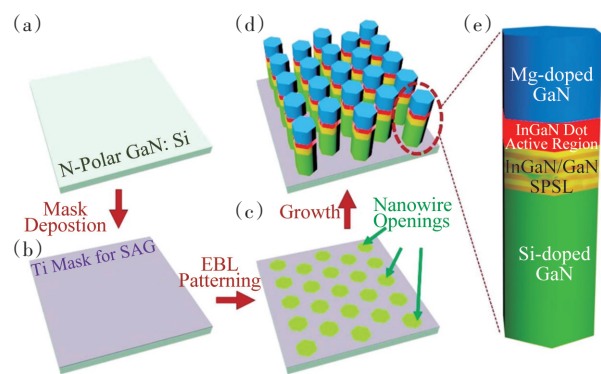 (a)
N-Polar GaN: Si
Mask
Depostion
(b)
Ti Mask for SAG
EBL
Patterning
(c)
Nanowire
Openings
Growth
(d)
(e)
Mg-doped
GaN
InGaN Dot
Active Region
InGaN/GaN
SPSL
Si-doped
GaN